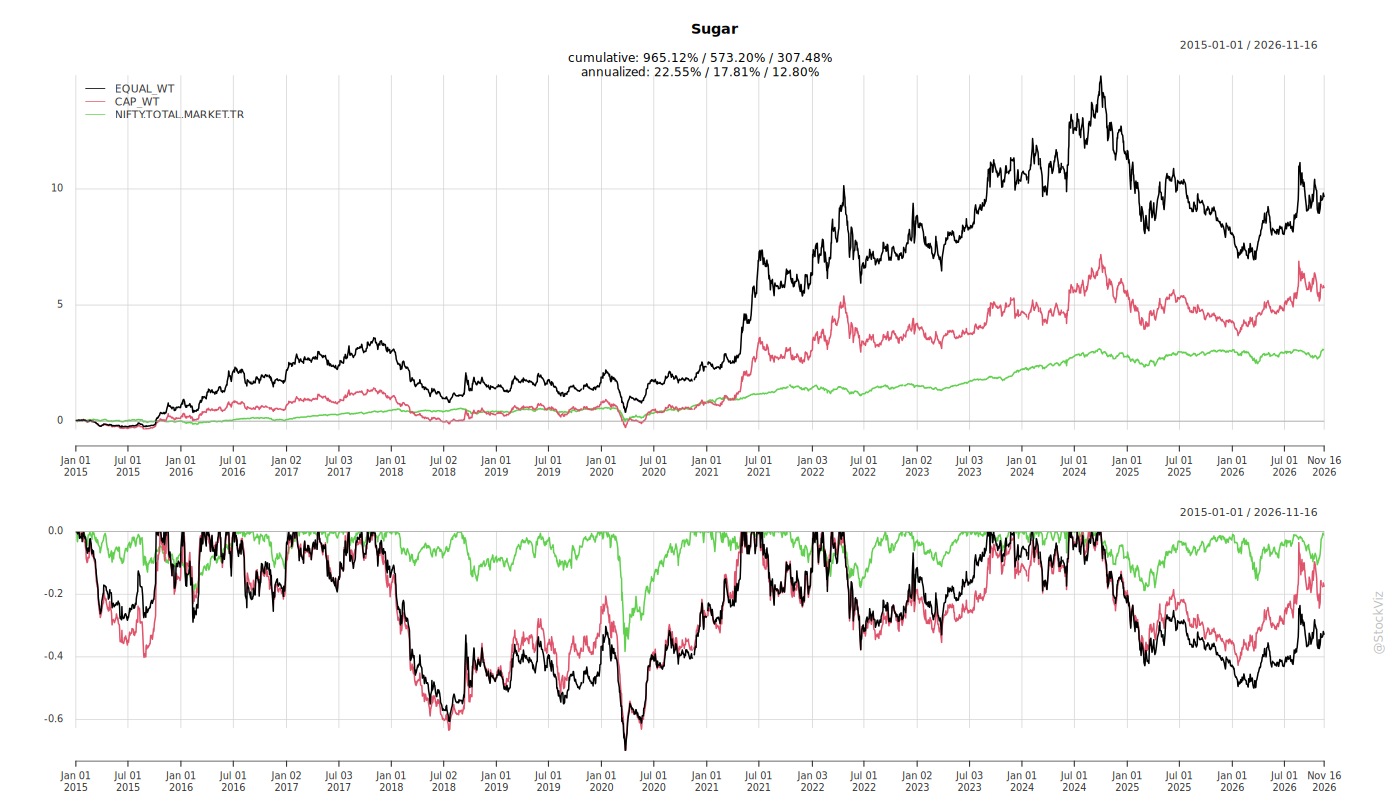 Sugar
2015-01-01 / 2026-11-16
cumulative: 965.12% / 573.20% / 307.48%
annualized: 22.55% / 17.81% / 12.80%
EQUAL_WT
CAP_WT
NIFTY.TOTAL.MARKET.TR
10
5
0
Jan 01 Jul 01 Jan 01 Jul 01 Jan 02 Jul 03 Jan 01 Jul 02 Jan 01 Jul 01 Jan 01 Jul 01 Jan 01 Jul 01 Jan 03 Jul 01 Jan 02 Jul 03 Jan 01 Jul 01 Jan 01 Jul 01 Jan 01 Jul 01 Nov 16
2015 2015 2016 2016 2017 2017 2018 2018 2019 2019 2020 2020 2021 2021 2022 2022 2023 2023 2024 2024 2025 2025 2026 2026 2026
2015-01-01 / 2026-11-16
0.0
-0.2
-0.4
-0.6
Jan 01 Jul 01 Jan 01 Jul 01 Jan 02 Jul 03 Jan 01 Jul 02 Jan 01 Jul 01 Jan 01 Jul 01 Jan 01 Jul 01 Jan 03 Jul 01 Jan 02 Jul 03 Jan 01 Jul 01 Jan 01 Jul 01 Jan 01 Jul 01 Nov 16
2015 2015 2016 2016 2017 2017 2018 2018 2019 2019 2020 2020 2021 2021 2022 2022 2023 2023 2024 2024 2025 2025 2026 2026 2026
@StockViz